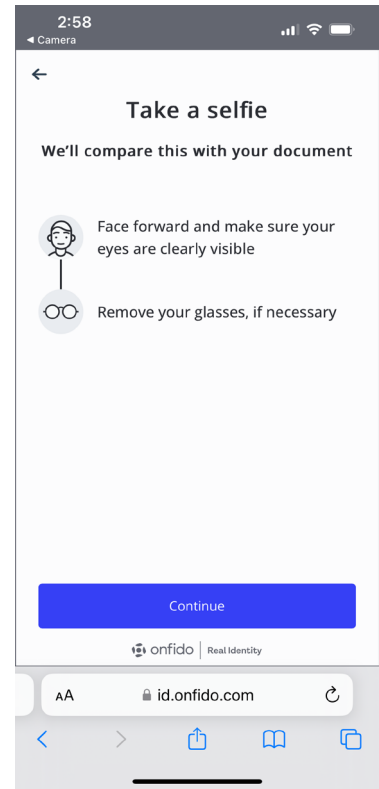 2:58
◀ Camera
Take a selfie
We'll compare this with your document
Face forward and make sure your
eyes are clearly visible
Remove your glasses, if necessary
Continue
onfido | Real Identity
AA id.onfido.com